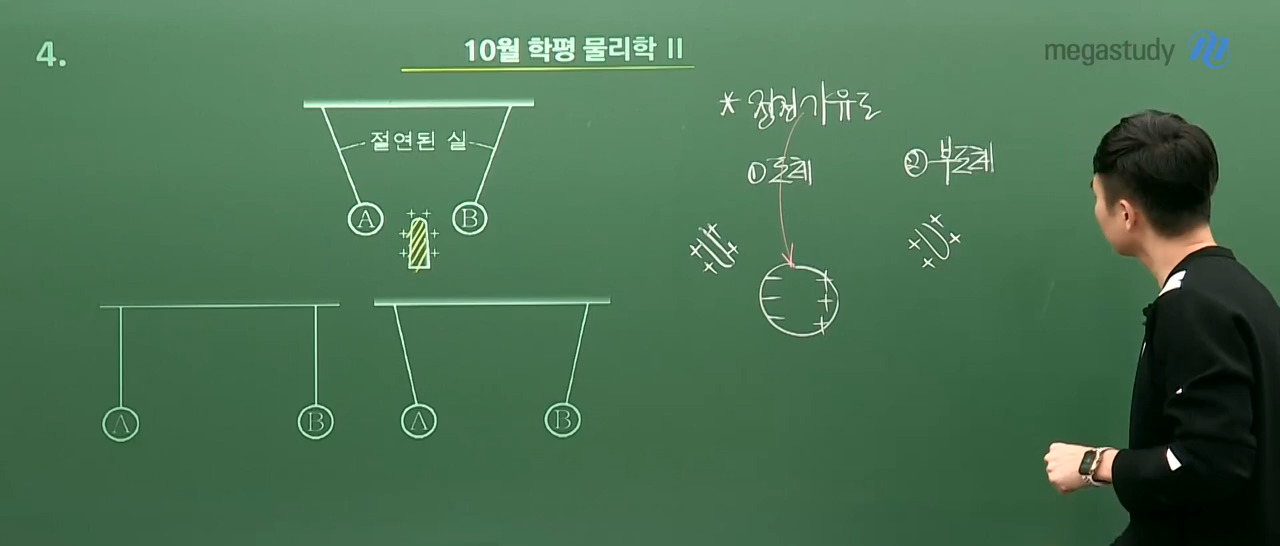 4.
10월 학평 물리학 Ⅱ
megastudy
절연된 실
A
B
* 정전기유도
① 도체
② 부도체
A
B
A
B